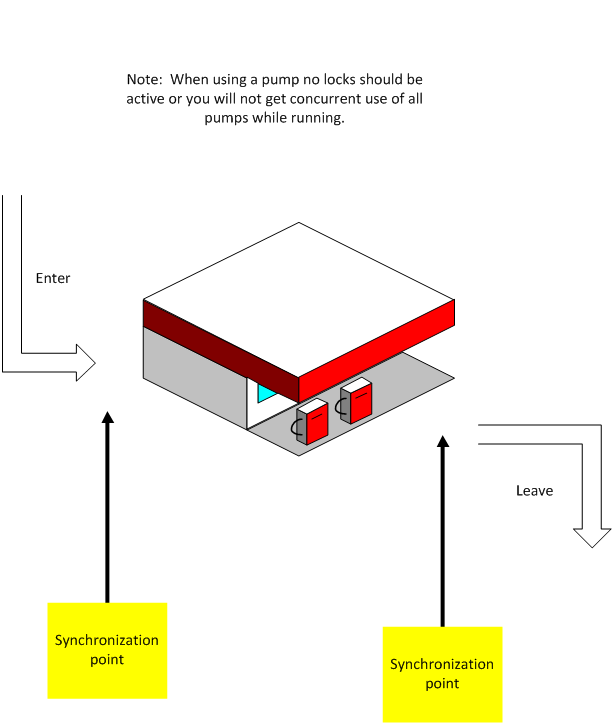 Note:  When using a pump no locks should be
active or you will not get concurrent use of all
pumps while running.
Enter
Leave
Synchronization
point
Synchronization
point